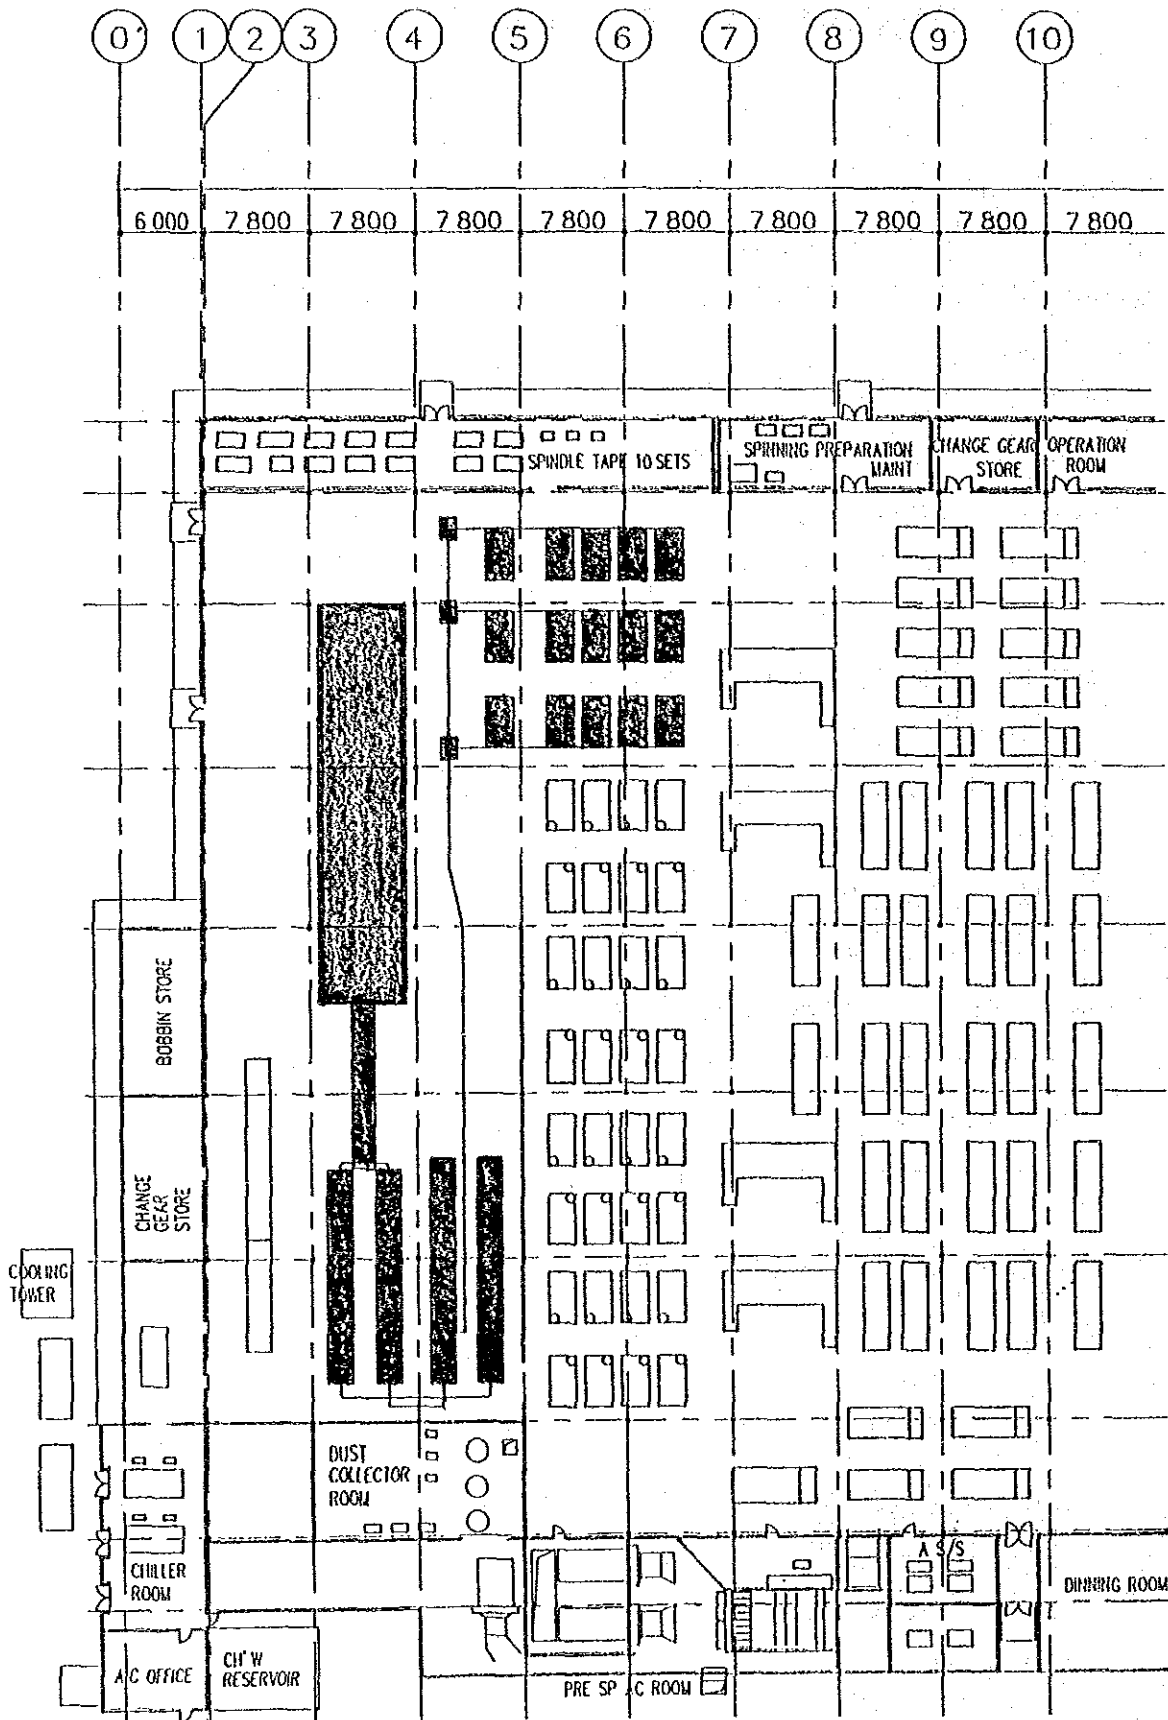 0' 1 2 3 4 5 6 7 8 9 10
6 000 7 800 7 800 7 800 7 800 7 800 7 800 7 800 7 800 7 800
SPINDLE TAPE 10 SETS
SPINNING PREPARATION
MAINT
CHANGE GEAR
STORE
OPERATION
ROOM
BOBBIN STORE
CHANGE
GEAR
STORE
COOLING
TOWER
DUST
COLLECTOR
ROOM
CHILLER
ROOM
A S/S
DINNING ROOM
A/C OFFICE
CH'W
RESERVOIR
PRE SP A/C ROOM